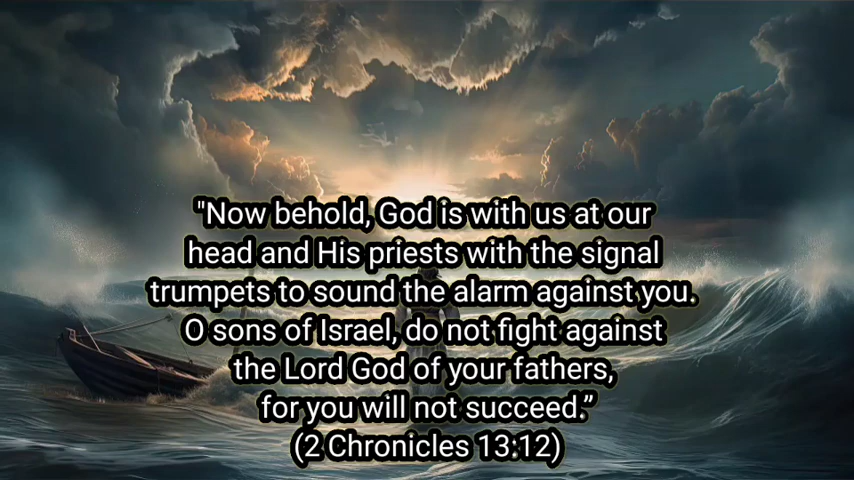 "Now behold, God is with us at our
head and His priests with the signal
trumpets to sound the alarm against you.
O sons of Israel, do not fight against
the Lord God of your fathers,
for you will not succeed.”
(2 Chronicles 13:12)